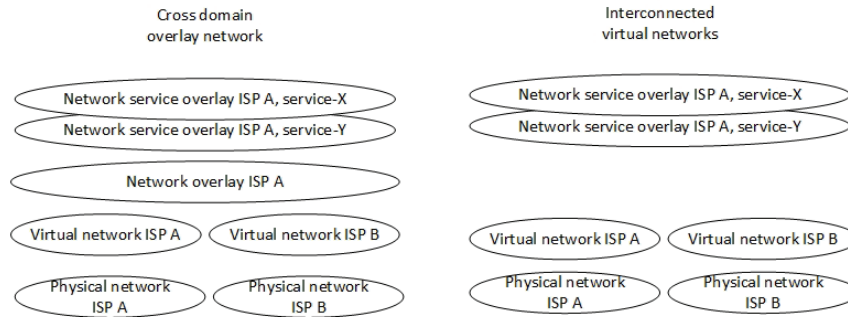 Cross domain
overlay network
Network service overlay ISP A, service-X
Network service overlay ISP A, service-Y
Network overlay ISP A
Virtual network ISP A
Virtual network ISP B
Physical network
ISP A
Physical network
ISP B
Interconnected
virtual networks
Network service overlay ISP A, service-X
Network service overlay ISP A, service-Y
Virtual network ISP A
Virtual network ISP B
Physical network
ISP A
Physical network
ISP B